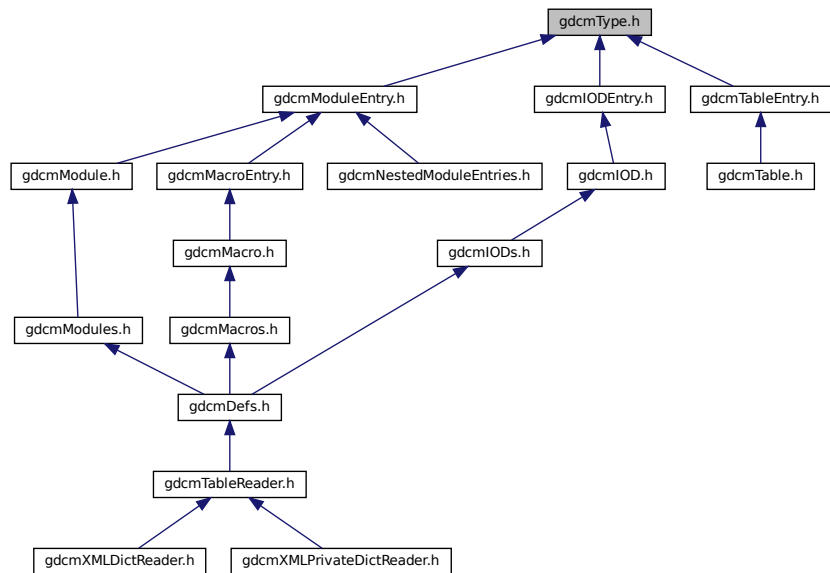 gdcmType.h
gdcmModuleEntry.h
gdcmIODEntry.h
gdcmTableEntry.h
gdcmModule.h
gdcmMacroEntry.h
gdcmNestedModuleEntries.h
gdcmIOD.h
gdcmTable.h
gdcmMacro.h
gdcmIODs.h
gdcmModules.h
gdcmMacros.h
gdcmDefs.h
gdcmTableReader.h
gdcmXMLDictReader.h
gdcmXMLPrivateDictReader.h